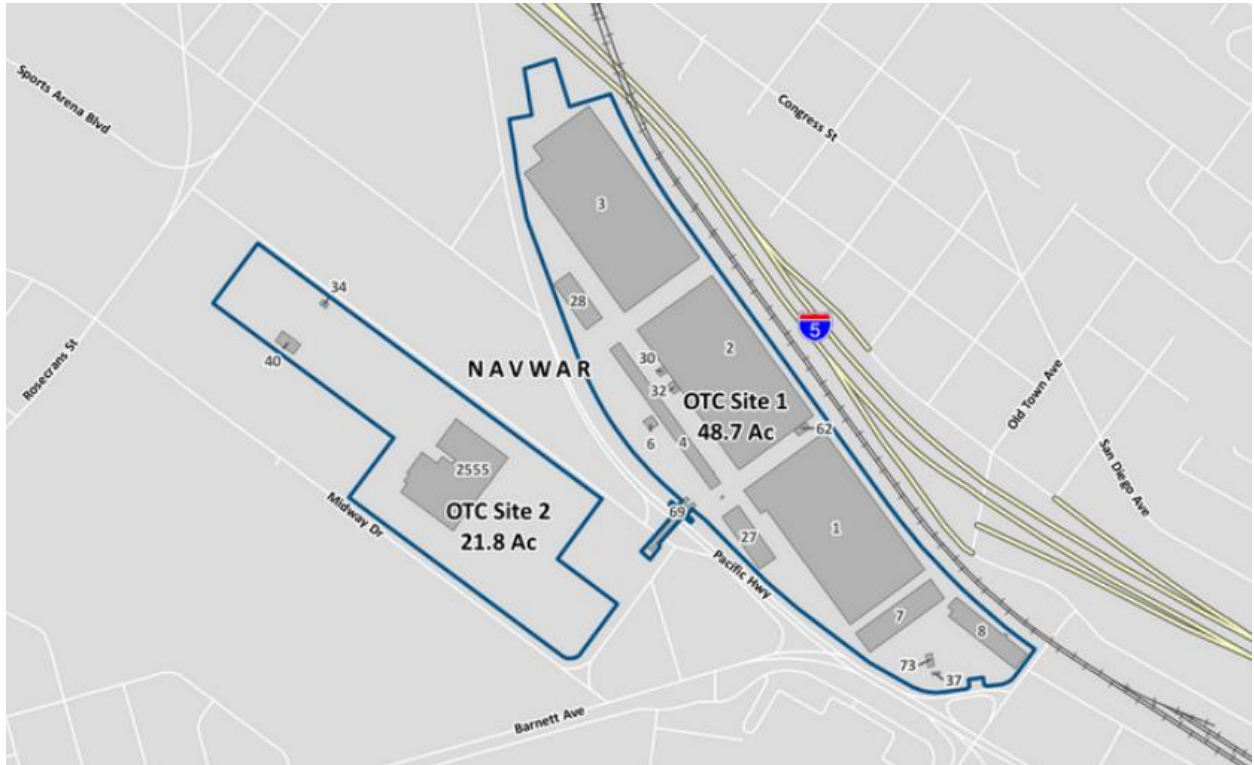 Sports Arena Blvd
Congress St
3
34
28
5
40
2
30
NAVWAR
32
OTC Site 1
48.7 Ac
Rosecrans St
Old Town Ave
62
6
4
San Diego Ave
2555
OTC Site 2
21.8 Ac
Midway Dr
69
27
1
Pacific Hwy
7
8
73
37
Barnett Ave